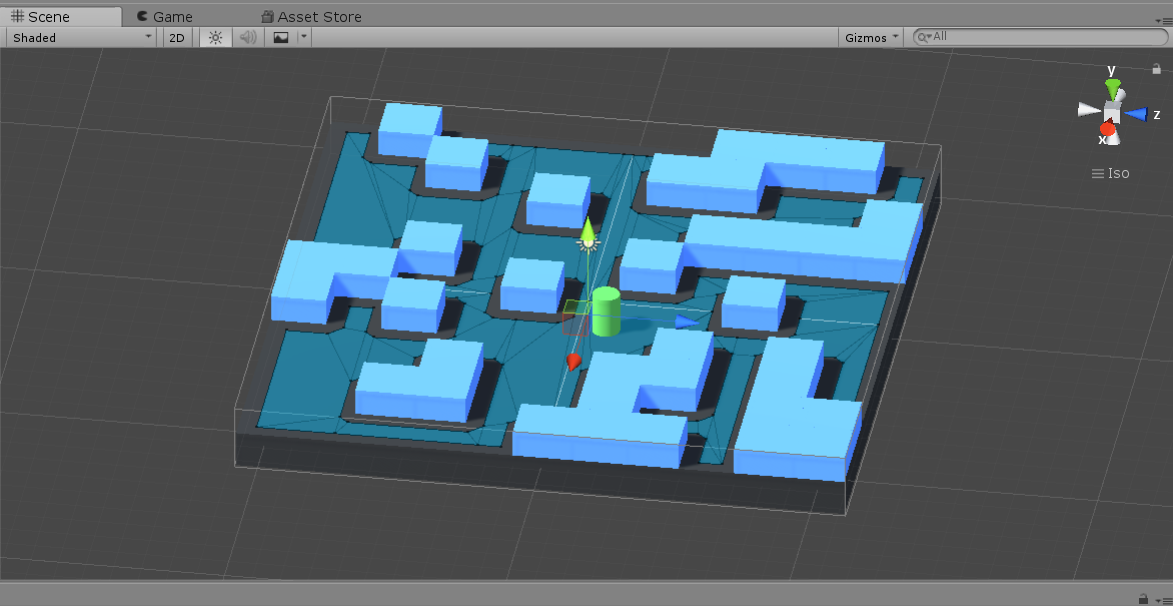 Scene Game Asset Store
Shaded 2D Gizmos All
y
z
x
Iso